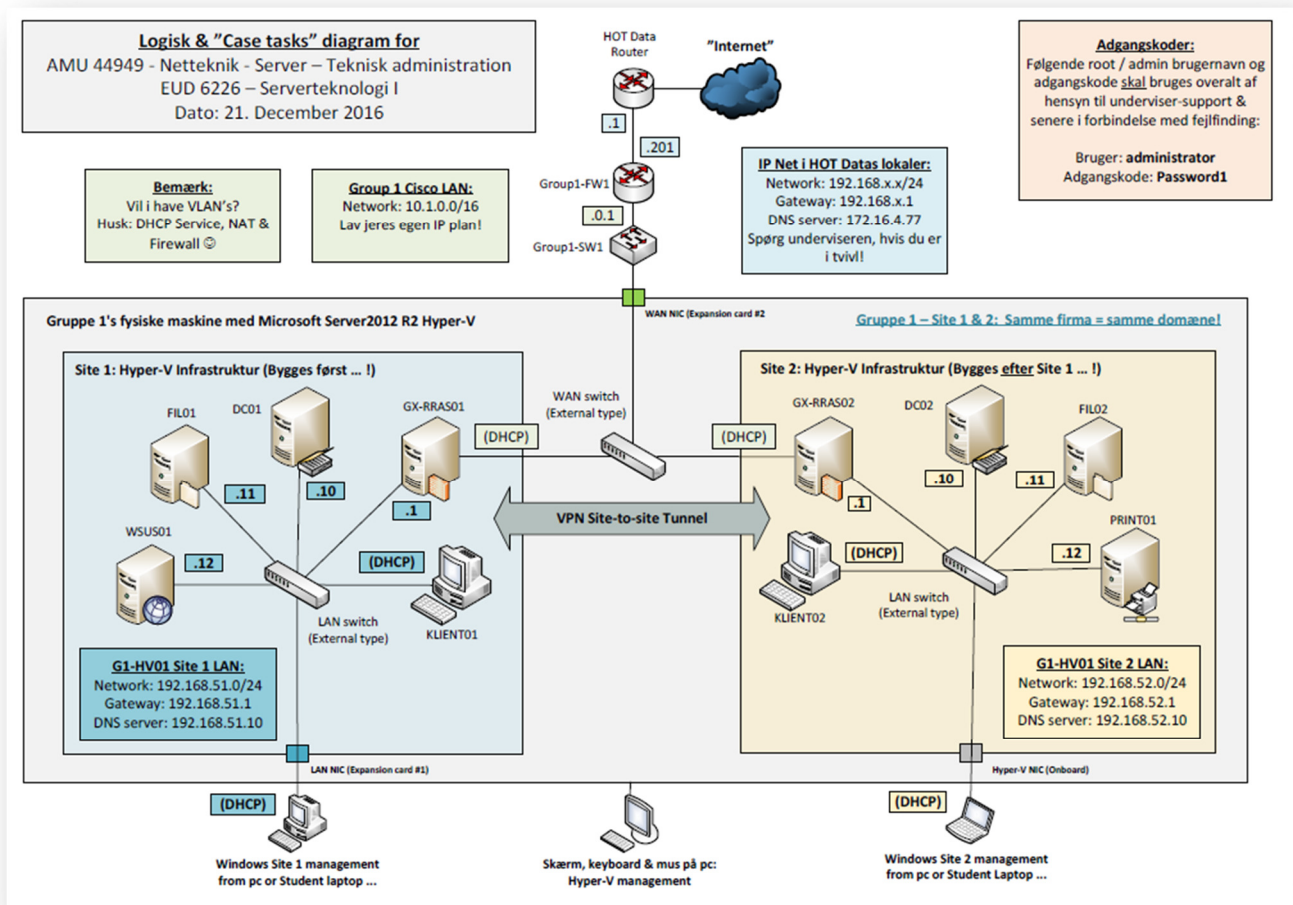 Logisk & ”Case tasks” diagram for
AMU 44949 - Netteknik - Server – Teknisk administration
EUD 6226 – Serverteknologi I
Dato: 21. December 2016
HOT Data
Router
”Internet”
Adgangskoder:
Følgende root / admin brugernavn og
adgangskode skal bruges overalt af
hensyn til underviser-support &
senere i forbindelse med fejlfinding:
Bruger: administrator
Adgangskode: Password1
.1
.201
Bemærk:
Vil i have VLAN’s?
Husk: DHCP Service, NAT &
Firewall ☺
Group 1 Cisco LAN:
Network: 10.1.0.0/16
Lav jeres egen IP plan!
Group1-FW1
.0.1
Group1-SW1
IP Net i HOT Datas lokaler:
Network: 192.168.x.x/24
Gateway: 192.168.x.1
DNS server: 172.16.4.77
Spørg underviseren, hvis du er
i tvivl!
WAN NIC (Expansion card #2
Gruppe 1's fysiske maskine med Microsoft Server2012 R2 Hyper-V
Gruppe 1 – Site 1 & 2: Samme firma = samme domæne!
Site 1: Hyper-V Infrastruktur (Bygges først ... !)
FIL01
DC01
GX-RRAS01
(DHCP)
.11
.10
.1
WSUS01
.12
(DHCP)
LAN switch
(External type)
KLIENT01
G1-HV01 Site 1 LAN:
Network: 192.168.51.0/24
Gateway: 192.168.51.1
DNS server: 192.168.51.10
WAN switch
(External type)
VPN Site-to-site Tunnel
Site 2: Hyper-V Infrastruktur (Bygges efter Site 1 ... !)
(DHCP)
GX-RRAS02
DC02
FIL02
.10
.11
.1
PRINT01
(DHCP)
.12
KLIENT02
LAN switch
(External type)
G1-HV01 Site 2 LAN:
Network: 192.168.52.0/24
Gateway: 192.168.52.1
DNS server: 192.168.52.10
LAN NIC (Expansion card #1)
Hyper-V NIC (Onboard)
(DHCP)
(DHCP)
Windows Site 1 management
from pc or Student laptop ...
Skærm, keyboard & mus på pc:
Hyper-V management
Windows Site 2 management
from pc or Student Laptop ...